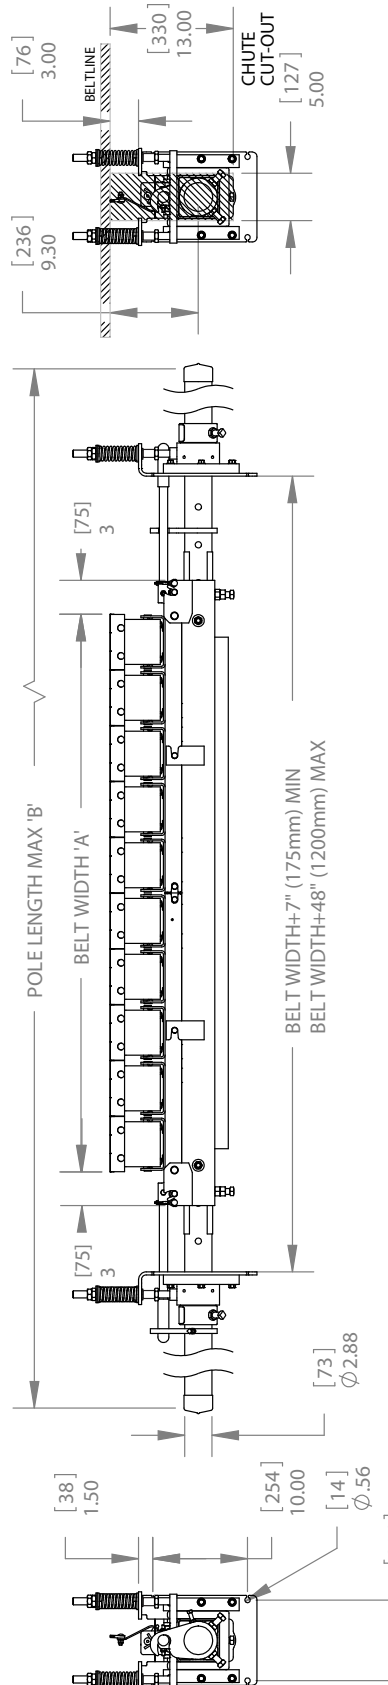 [76]
3.00
BELTLINE
[330]
13.00
CHUTE
CUT-OUT
[127]
5.00
[236]
9.30
POLE LENGTH MAX 'B'
BELT WIDTH 'A'
[75]
3
[75]
3
BELT WIDTH+7" (175mm) MIN
BELT WIDTH+48" (1200mm) MAX
[73]
Ø2.88
[38]
1.50
[254]
10.00
[14]
Ø.56